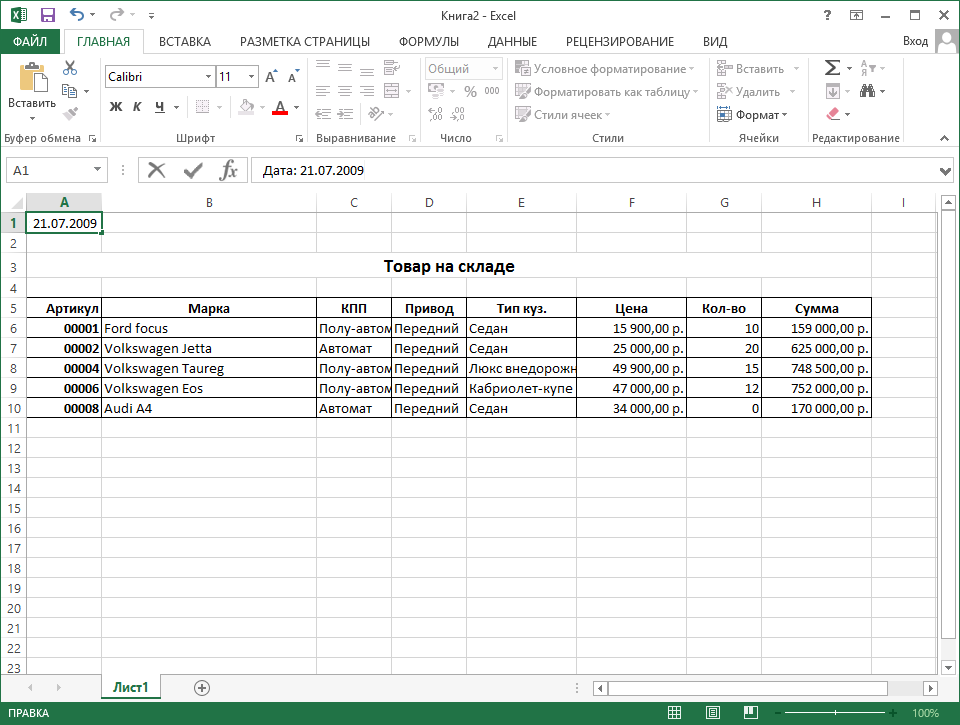 Книга2 - Excel
?
ФАЙЛ ГЛАВНАЯ ВСТАВКА РАЗМЕТКА СТРАНИЦЫ ФОРМУЛЫ ДАННЫЕ РЕЦЕНЗИРОВАНИЕ ВИД Вход
Вставить
Calibri 11
Ж К Ч
Общий
% 000
Условное форматирование
Форматировать как таблицу
Стили ячеек
Вставить
Удалить
Формат
Буфер обмена Шрифт Выравнивание Число Стили Ячейки Редактирование
A1 fx Дата: 21.07.2009
A B C D E F G H I
1 21.07.2009
2
3 Товар на складе
4
5 Артикул Марка КПП Привод Тип куз. Цена Кол-во Сумма
6 00001 Ford focus Полу-автом Передний Седан 15 900,00 р. 10 159 000,00 р.
7 00002 Volkswagen Jetta Автомат Передний Седан 25 000,00 р. 20 625 000,00 р.
8 00004 Volkswagen Taureg Полу-автом Передний Люкс внедорожн 49 900,00 р. 15 748 500,00 р.
9 00006 Volkswagen Eos Полу-автом Передний Кабриолет-купе 47 000,00 р. 12 752 000,00 р.
10 00008 Audi A4 Автомат Передний Седан 34 000,00 р. 0 170 000,00 р.
11
12
13
14
15
16
17
18
19
20
21
22
23
Лист1
ПРАВКА 100%